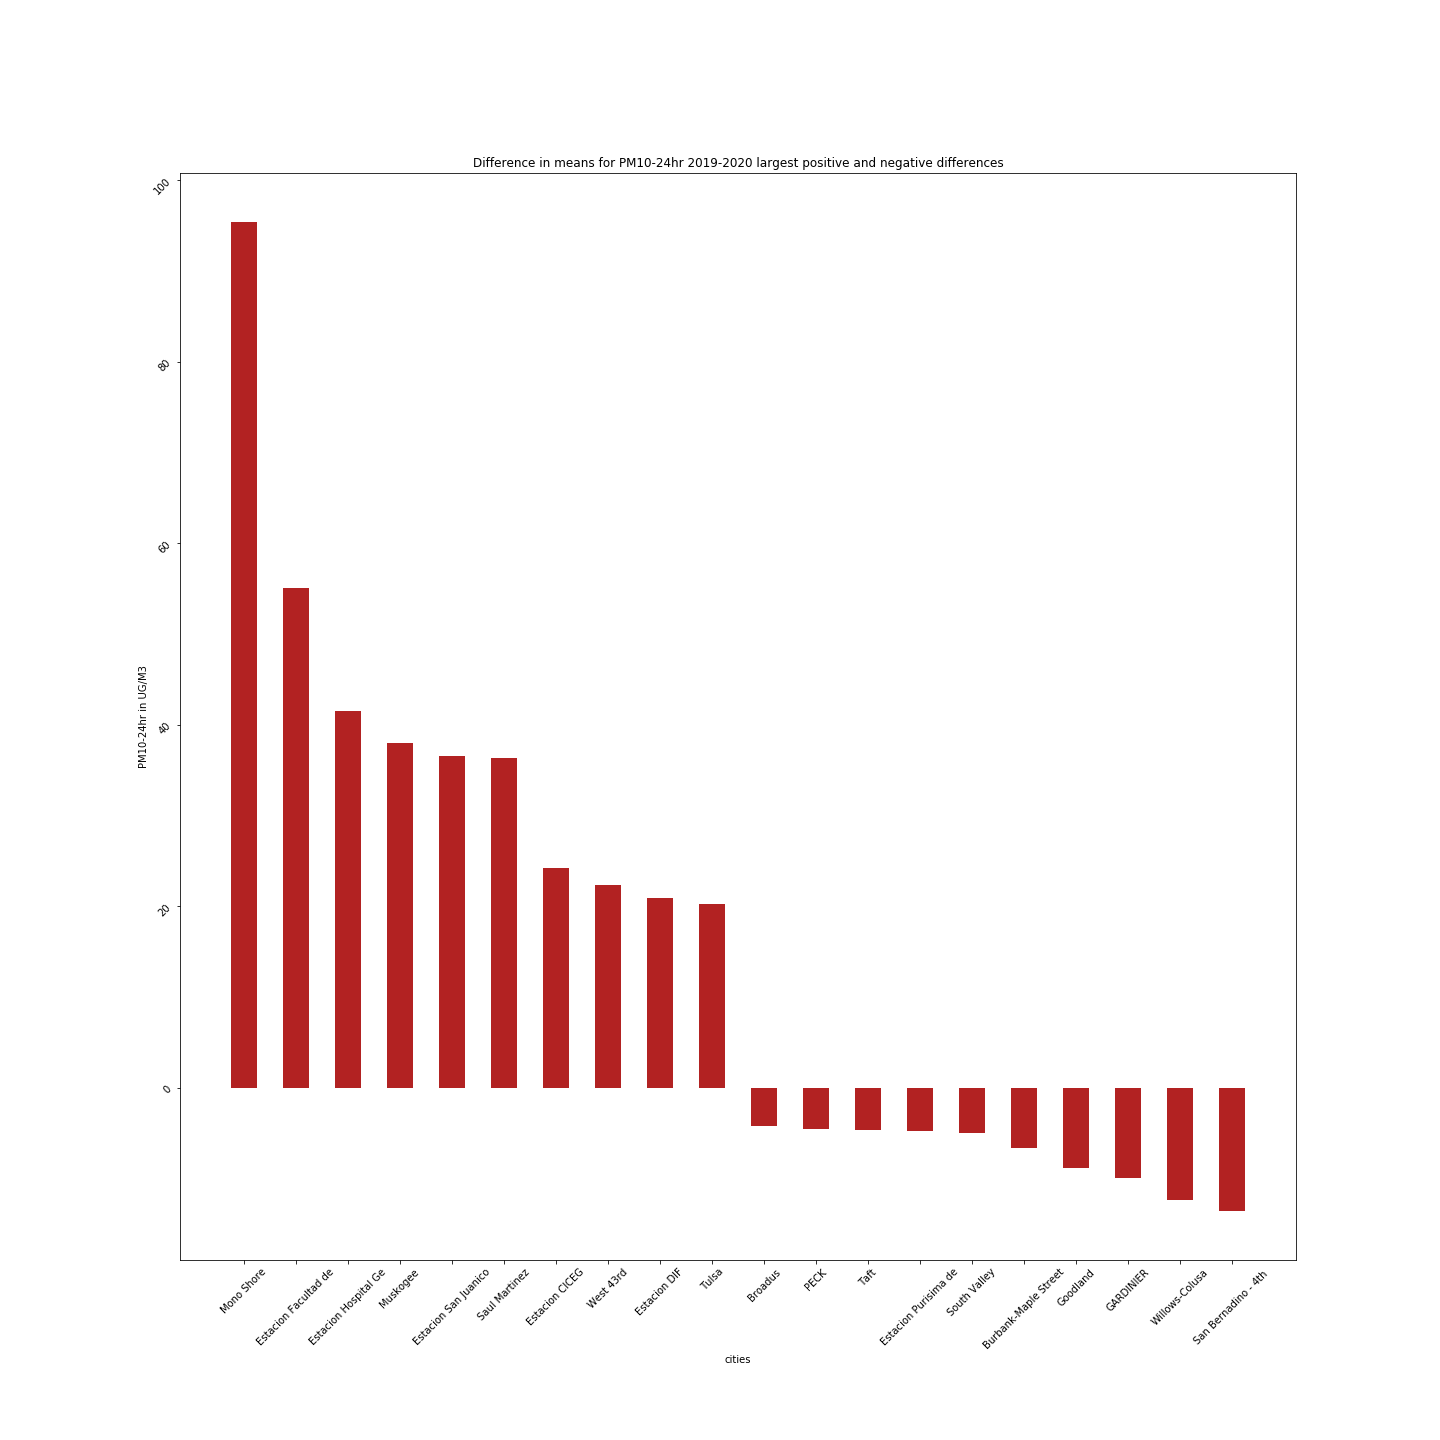 Difference in means for PM10-24hr 2019-2020 largest positive and negative differences
100
80
60
40
20
0
PM10-24hr in UG/M3
Mono Shore
Estacion Facultad de
Estacion Hospital Ge
Muskogee
Estacion San Juanico
Saul Martinez
Estacion CICEG
West 43rd
Estacion DIF
Tulsa
Broadus
PECK
Taft
Estacion Purisima de
South Valley
Burbank-Maple Street
Goodland
GARDINIER
Willows-Colusa
San Bernadino - 4th
cities